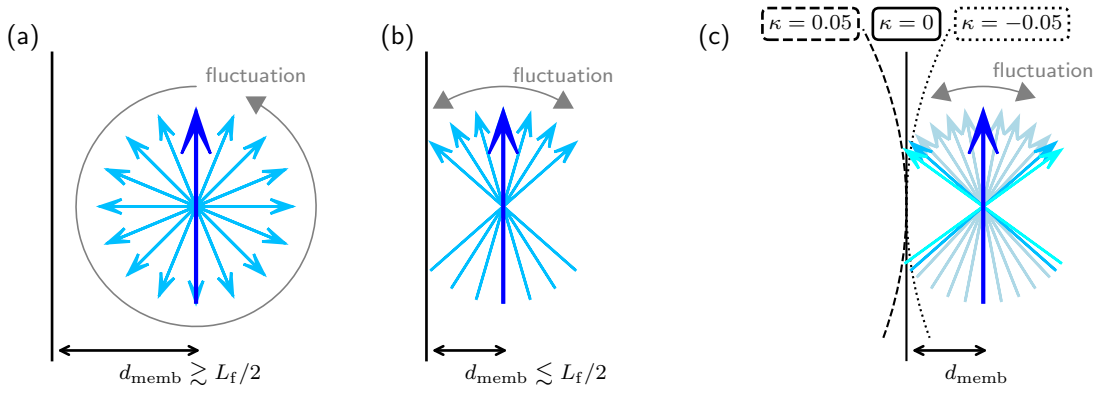 (a)
fluctuation
d_memb ≳ L_f/2
(b)
fluctuation
d_memb ≲ L_f/2
(c)
κ = 0.05
κ = 0
κ = −0.05
fluctuation
d_memb